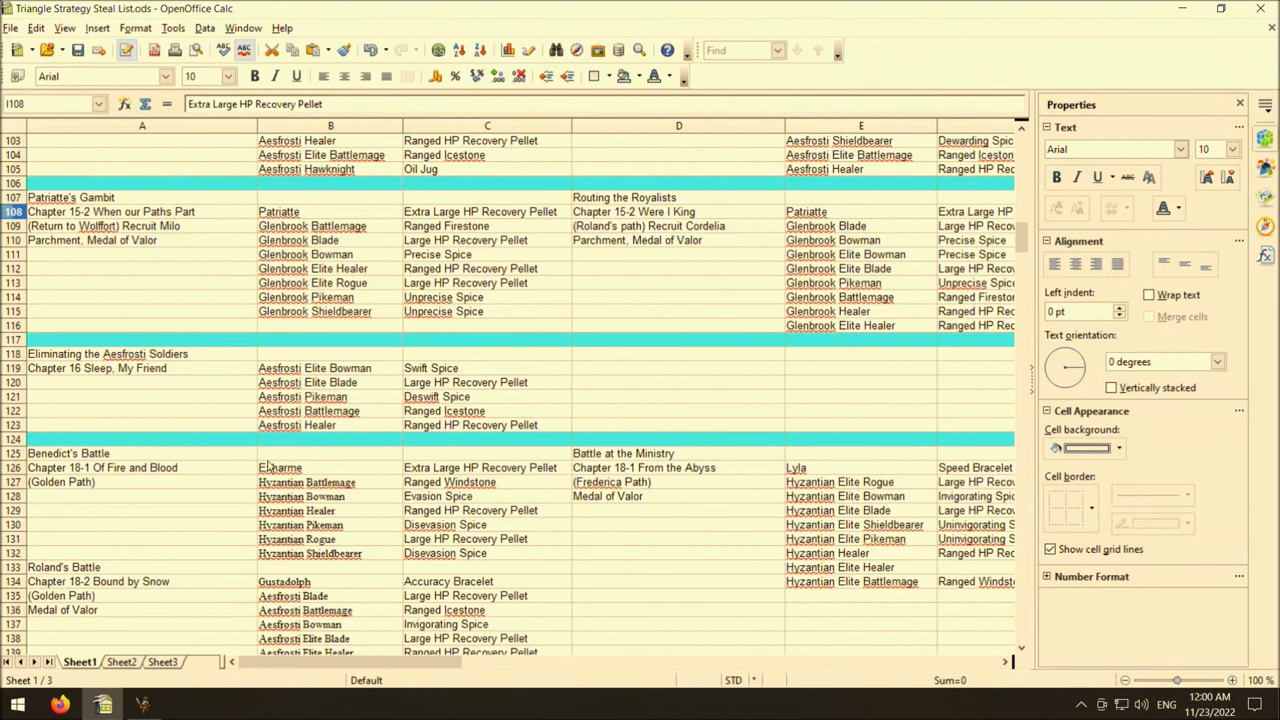 Triangle Strategy Steal List.ods - OpenOffice Calc
File Edit View Insert Format Tools Data Window Help
Find
Arial 10
I108 Extra Large HP Recovery Pellet
A B C D E
103 Aesfrosti Healer Ranged HP Recovery Pellet Aesfrosti Shieldbearer Dewarding Spic
104 Aesfrosti Elite Battlemage Ranged Icestone Aesfrosti Elite Battlemage Ranged Iceston
105 Aesfrosti Hawknight Oil Jug Aesfrosti Healer Ranged HP Rec
106
107 Patriatte's Gambit Routing the Royalists
108 Chapter 15-2 When our Paths Part Patriatte Extra Large HP Recovery Pellet Chapter 15-2 Were I King Patriatte Extra Large HP
109 (Return to Wolffort) Recruit Milo Glenbrook Battlemage Ranged Firestone (Roland's path) Recruit Cordelia Glenbrook Blade Large HP Reco
110 Parchment, Medal of Valor Glenbrook Blade Large HP Recovery Pellet Parchment, Medal of Valor Glenbrook Bowman Precise Spice
111 Glenbrook Bowman Precise Spice Glenbrook Elite Bowman Precise Spice
112 Glenbrook Elite Healer Ranged HP Recovery Pellet Glenbrook Elite Blade Large HP Reco
113 Glenbrook Elite Rogue Large HP Recovery Pellet Glenbrook Pikeman Unprecise Spice
114 Glenbrook Pikeman Unprecise Spice Glenbrook Battlemage Ranged Firestor
115 Glenbrook Shieldbearer Unprecise Spice Glenbrook Healer Ranged HP Rec
116 Glenbrook Elite Healer Ranged HP Rec
117
118 Eliminating the Aesfrosti Soldiers
119 Chapter 16 Sleep, My Friend Aesfrosti Elite Bowman Swift Spice
120 Aesfrosti Elite Blade Large HP Recovery Pellet
121 Aesfrosti Pikeman Deswift Spice
122 Aesfrosti Battlemage Ranged Icestone
123 Aesfrosti Healer Ranged HP Recovery Pellet
124
125 Benedict's Battle Battle at the Ministry
126 Chapter 18-1 Of Fire and Blood Extra Large HP Recovery Pellet Chapter 18-1 From the Abyss Lyla Speed Bracelet
127 (Golden Path) Hyzantian Battlemage Ranged Windstone (Frederica Path) Hyzantian Elite Rogue Large HP Reco
128 Hyzantian Bowman Evasion Spice Medal of Valor Hyzantian Elite Bowman Invigorating Spi
129 Hyzantian Healer Ranged HP Recovery Pellet Hyzantian Elite Blade Large HP Reco
130 Hyzantian Pikeman Disevasion Spice Hyzantian Elite Shieldbearer Uninvigorating S
131 Hyzantian Rogue Large HP Recovery Pellet Hyzantian Elite Pikeman Uninvigorating S
132 Hyzantian Shieldbearer Disevasion Spice Hyzantian Healer Ranged HP Rec
133 Roland's Battle Hyzantian Elite Healer
134 Chapter 18-2 Bound by Snow Gustadolph Accuracy Bracelet Hyzantian Elite Battlemage Ranged Windst
135 (Golden Path) Aesfrosti Blade Large HP Recovery Pellet
136 Medal of Valor Aesfrosti Battlemage Ranged Icestone
137 Aesfrosti Bowman Invigorating Spice
138 Aesfrosti Elite Blade Large HP Recovery Pellet
139 Aesfrosti Elite Healer Ranged HP Recovery Pellet
Sheet1 Sheet2 Sheet3
Sheet 1 / 3 Default STD * Sum=0 100 %
Properties
Text
Arial 10
Alignment
Left indent:
0 pt
Wrap text
Merge cells
Text orientation:
0 degrees
Vertically stacked
Cell Appearance
Cell background:
Cell border:
Show cell grid lines
Number Format
ENG
12:00 AM
11/23/2022